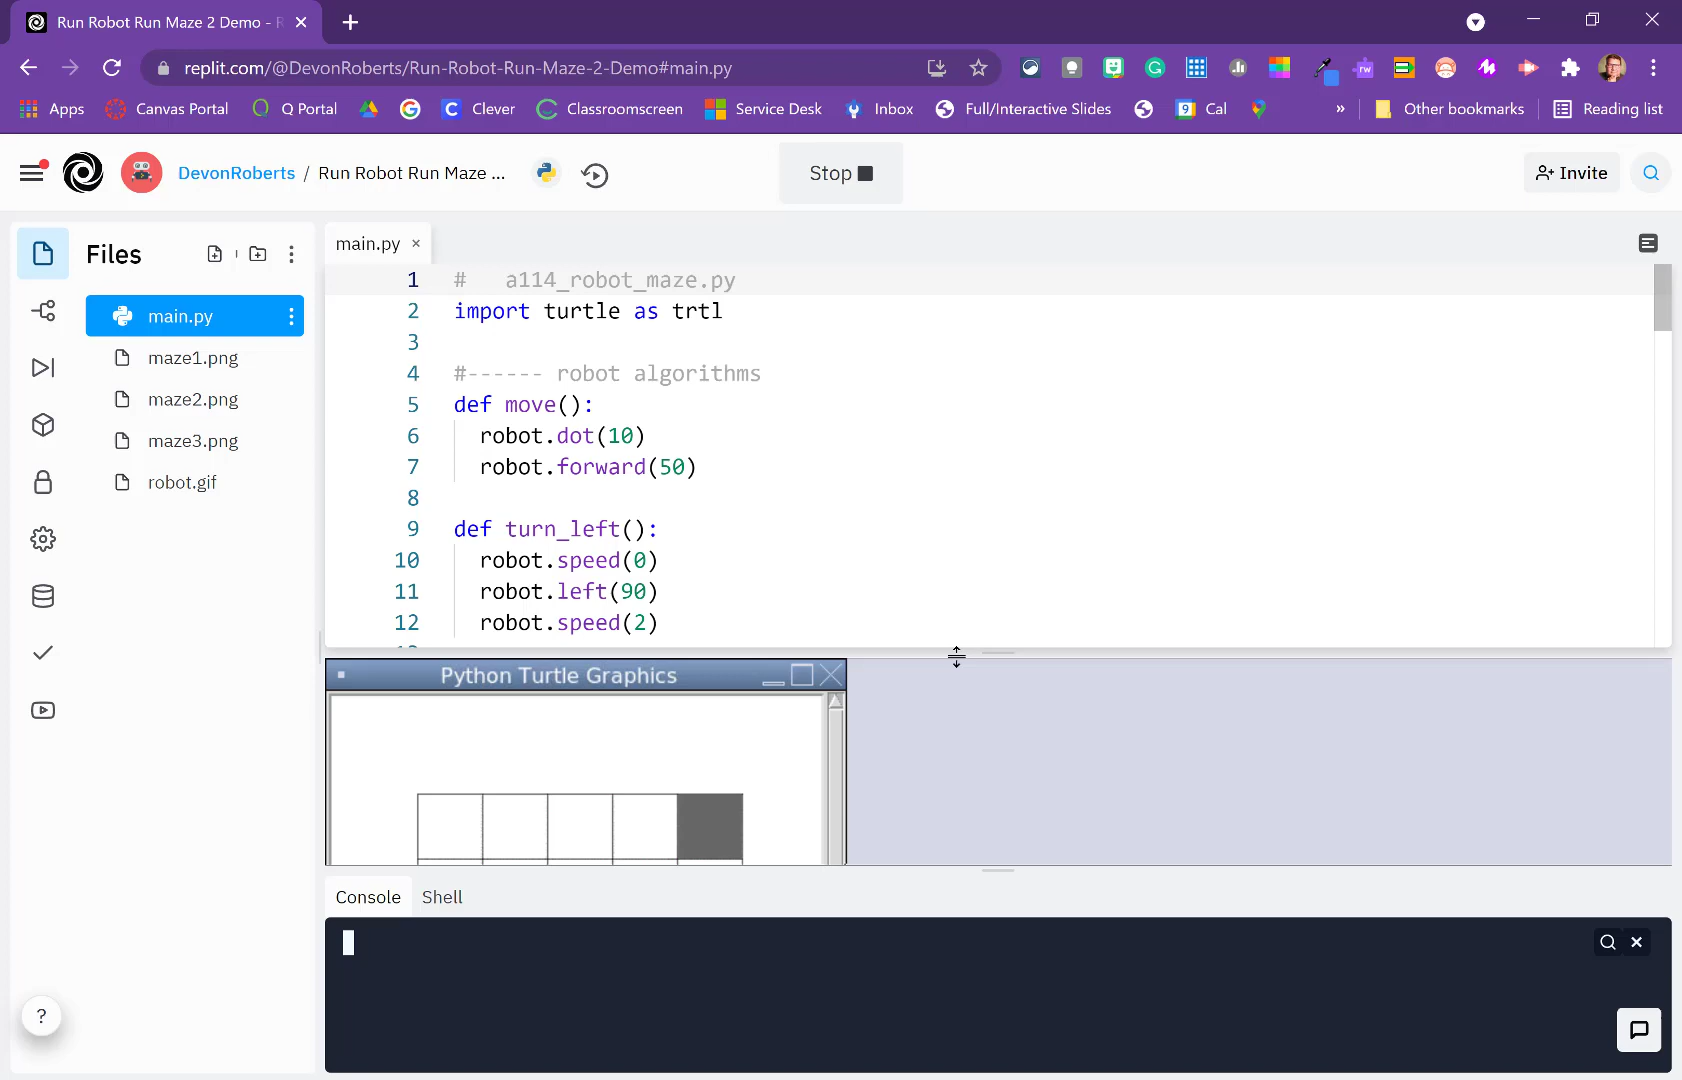 Run Robot Run Maze 2 Demo - R
replit.com/@DevonRoberts/Run-Robot-Run-Maze-2-Demo#main.py
Apps
Canvas Portal
Q Portal
Clever
Classroomscreen
Service Desk
Inbox
Full/Interactive Slides
Cal
»
Other bookmarks
Reading list
DevonRoberts / Run Robot Run Maze ...
Stop
Invite
Files
main.py
maze1.png
maze2.png
maze3.png
robot.gif
main.py
1 #   a114_robot_maze.py
2 import turtle as trtl
3
4 #------ robot algorithms
5 def move():
6   robot.dot(10)
7   robot.forward(50)
8
9 def turn_left():
10   robot.speed(0)
11   robot.left(90)
12   robot.speed(2)
Python Turtle Graphics
Console
Shell
?